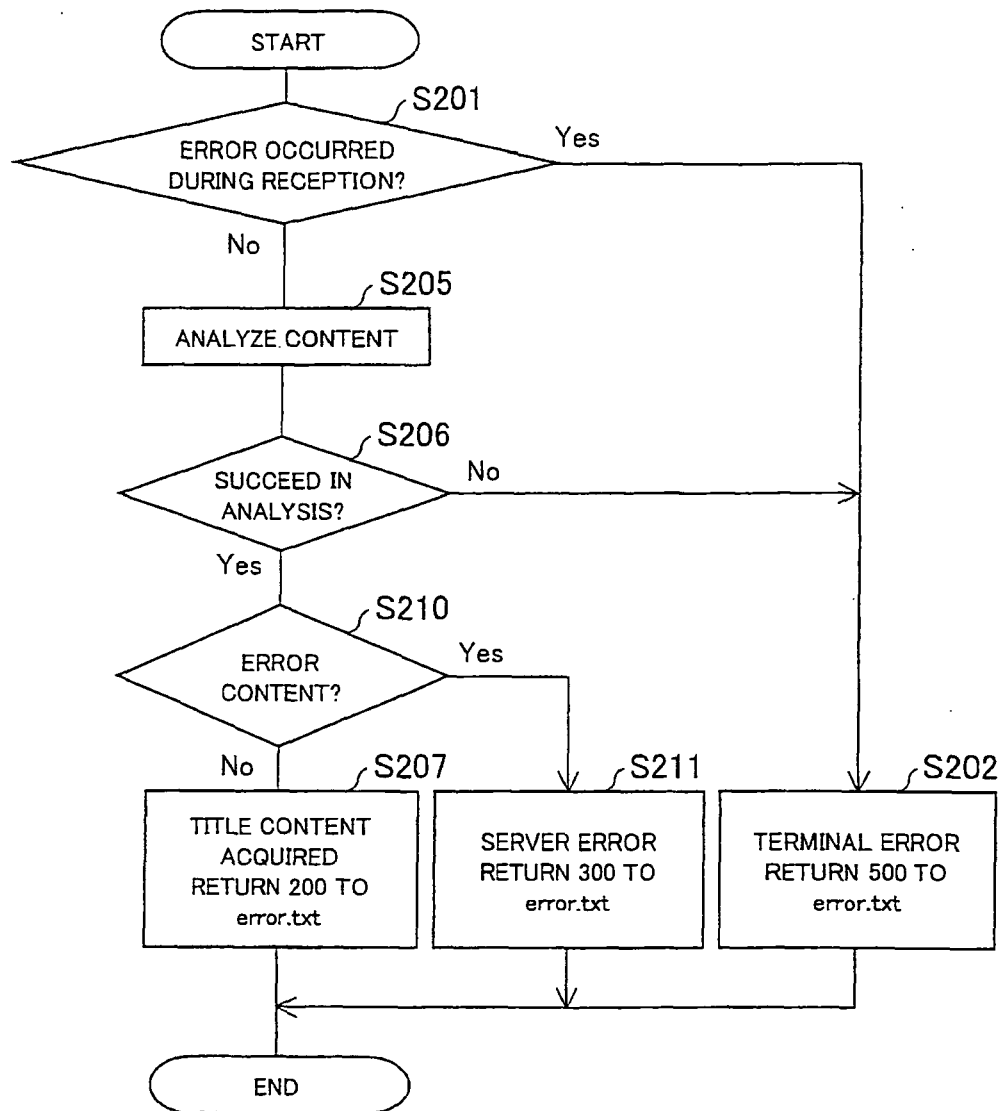 START
S201
ERROR OCCURRED
DURING RECEPTION?
Yes
No
S205
ANALYZE CONTENT
S206
SUCCEED IN
ANALYSIS?
No
Yes
S210
ERROR
CONTENT?
Yes
No
S207
TITLE CONTENT
ACQUIRED
RETURN 200 TO
error.txt
S211
SERVER ERROR
RETURN 300 TO
error.txt
S202
TERMINAL ERROR
RETURN 500 TO
error.txt
END